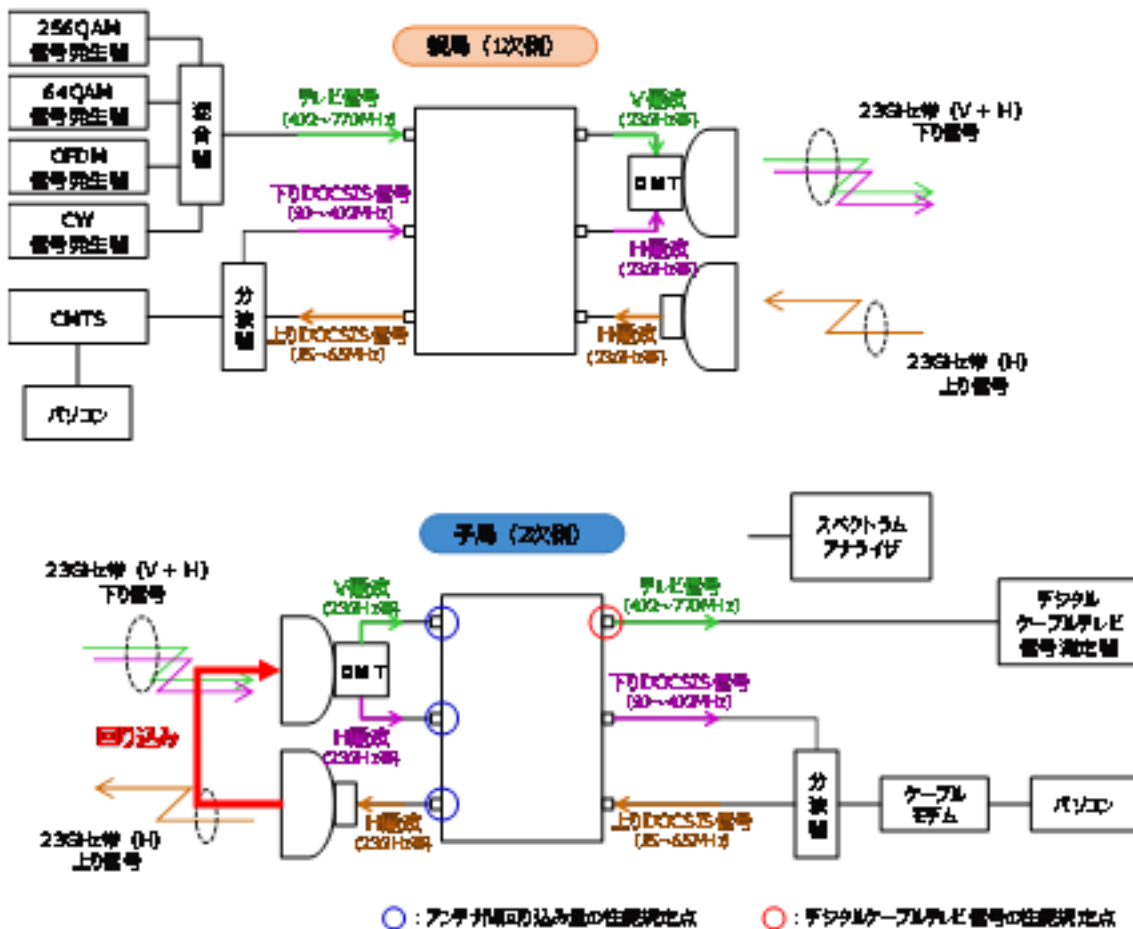 256QAM
信号発生器
64QAM
信号発生器
OFDM
信号発生器
CW
信号発生器
混合器
親局（1次側）
テレビ信号
下りDOCSIS信号
(90～400MHz)
上りDOCSIS信号
V偏波
(23GHz帯)
OMT
H偏波
(23GHz帯)
H偏波
(23GHz帯)
23GHz帯 (V + H)
下り信号
23GHz帯 (H)
上り信号
CMTS
分波器
パソコン
子局（2次側）
スペクトラム
アナライザ
23GHz帯 (V + H)
下り信号
V偏波
(23GHz帯)
OMT
H偏波
(23GHz帯)
H偏波
(23GHz帯)
回り込み
23GHz帯 (H)
上り信号
テレビ信号
下りDOCSIS信号
(90～400MHz)
上りDOCSIS信号
デジタル
ケーブルテレビ
信号測定器
分波器
ケーブル
モデム
パソコン
：アンテナ間回り込み量の性能規定点
：デジタルケーブルテレビ信号の性能規定点